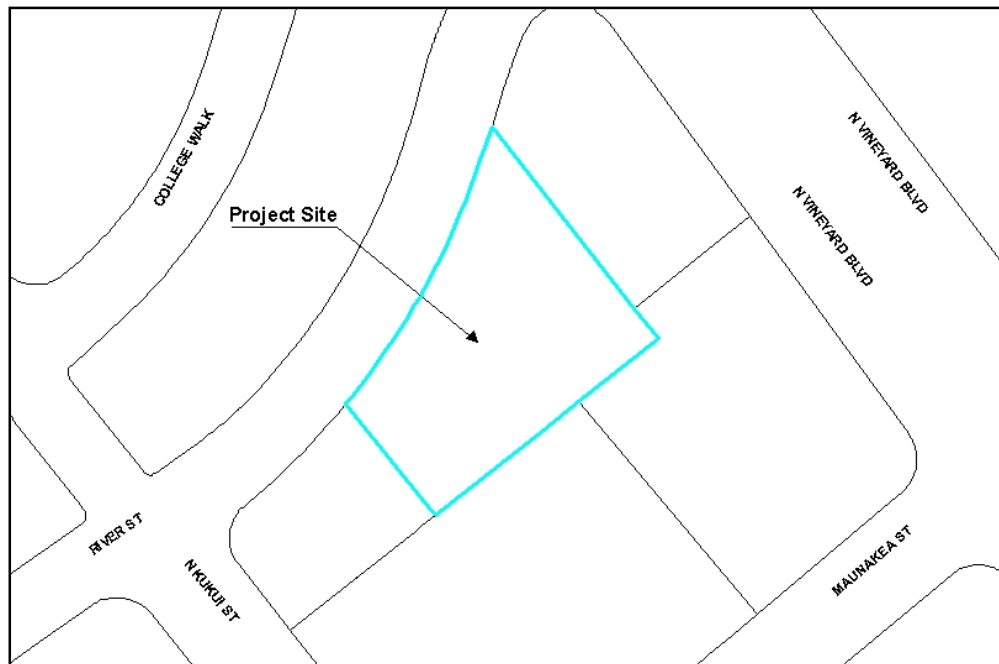 COLLEGE WALK
N VINEYARD BLVD
N VINEYARD BLVD
Project Site
RIVER ST
N KUKUI ST
MAUNAKEA ST